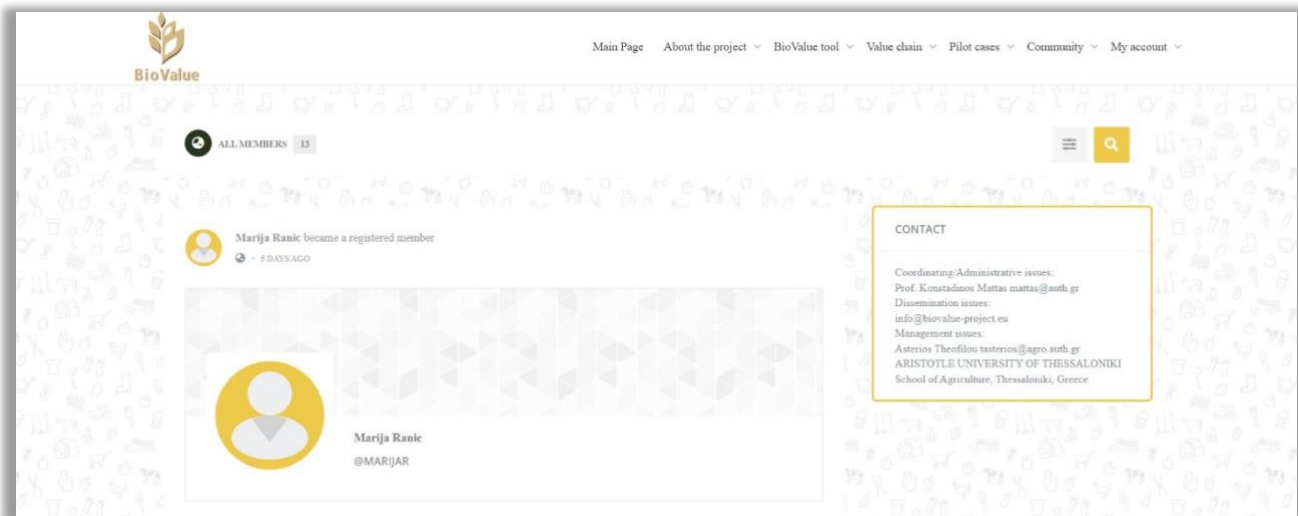 BioValue
Main Page About the project BioValue tool Value chain Pilot cases Community My account
ALL MEMBERS 13
Marija Ranic became a registered member
• 5 DAYS AGO
Marija Ranic
@MARIJAR
CONTACT
Coordinating/Administrative issues:
Prof. Konstadinos Mattas mattas@auth.gr
Dissemination issues:
info@biovalue-project.eu
Management issues:
Asterios Theofilou tasterios@agro.auth.gr
ARISTOTLE UNIVERSITY OF THESSALONIKI
School of Agriculture, Thessaloniki, Greece